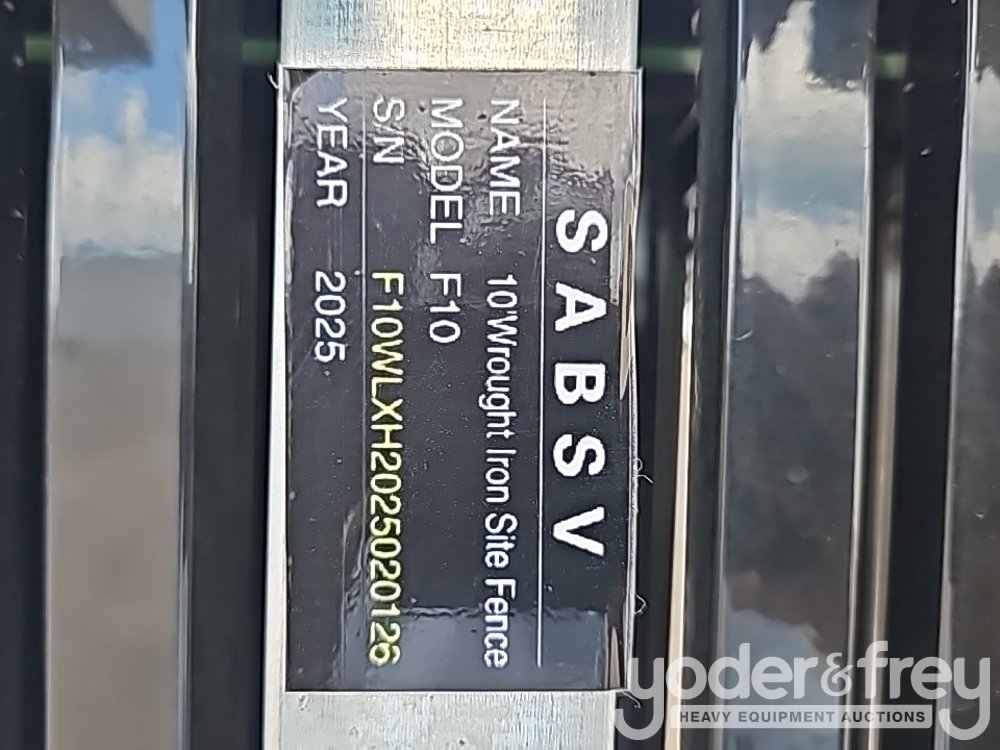 SABSV
NAME 10'Wrought Iron Site Fence
MODEL F10
S/N F10WLXH2025020126
YEAR 2025
yoder&frey
HEAVY EQUIPMENT AUCTIONS